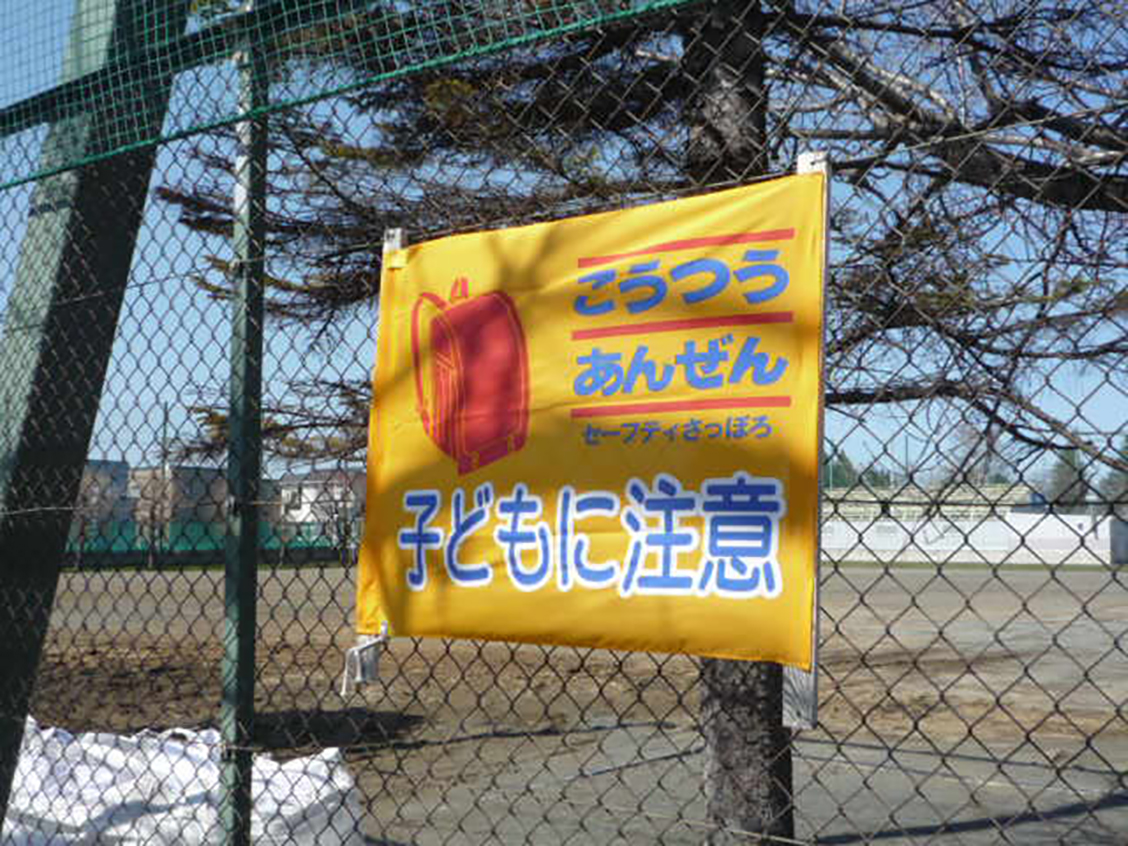 こうつう
あんぜん
セーフティさっぽろ
子どもに注意